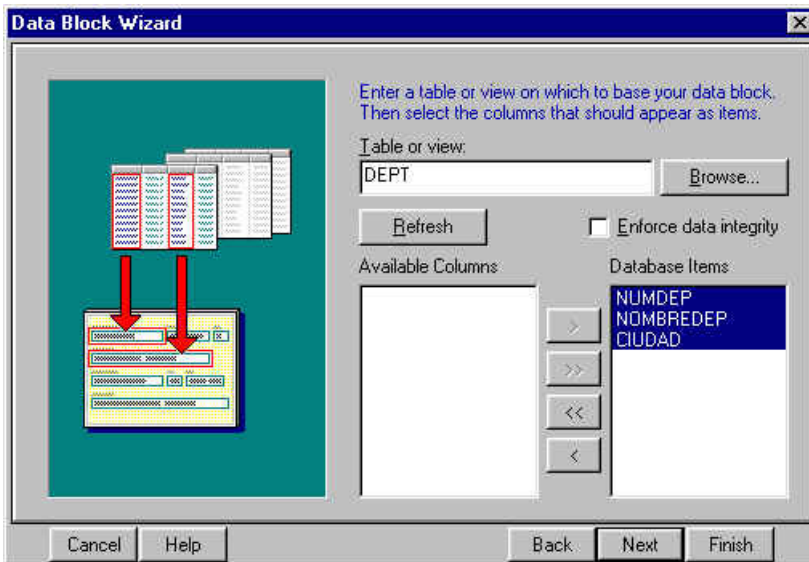 Data Block Wizard
Enter a table or view on which to base your data block.
Then select the columns that should appear as items.
Table or view:
DEPT
Browse...
Refresh
Enforce data integrity
Available Columns
Database Items
NUMDEP
NOMBREDEP
CIUDAD
>
>>
<<
<
Cancel
Help
Back
Next
Finish